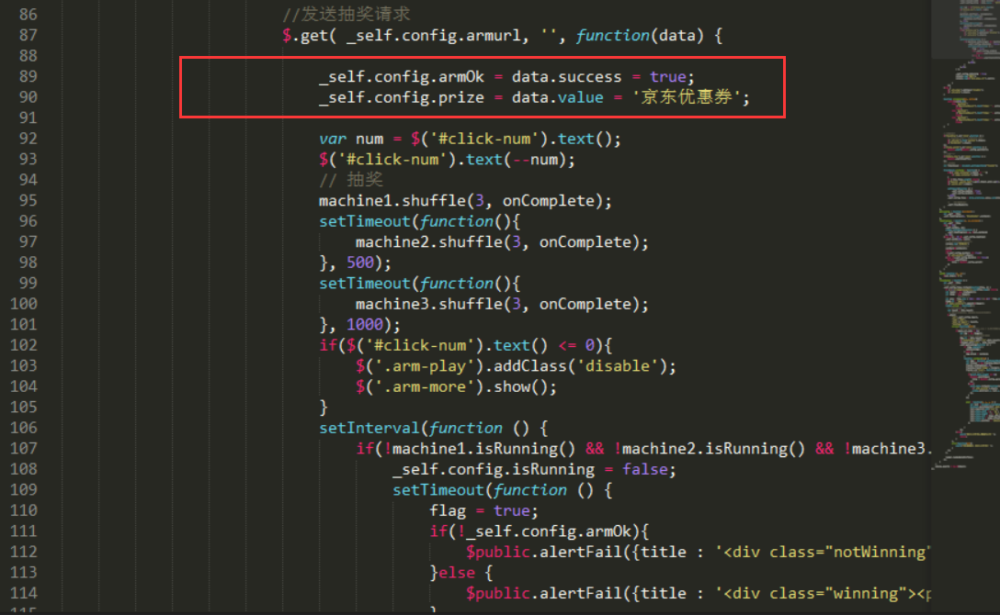 86 //发送抽奖请求
87 $.get( _self.config.armurl, '', function(data) {
88
89 _self.config.armOk = data.success = true;
90 _self.config.prize = data.value = '京东优惠券';
91
92 var num = $('#click-num').text();
93 $('#click-num').text(--num);
94 // 抽奖
95 machine1.shuffle(3, onComplete);
96 setTimeout(function(){
97 machine2.shuffle(3, onComplete);
98 }, 500);
99 setTimeout(function(){
100 machine3.shuffle(3, onComplete);
101 }, 1000);
102 if($('#click-num').text() <= 0){
103 $('.arm-play').addClass('disable');
104 $('.arm-more').show();
105 }
106 setInterval(function () {
107 if(!machine1.isRunning() && !machine2.isRunning() && !machine3.
108 _self.config.isRunning = false;
109 setTimeout(function () {
110 flag = true;
111 if(!_self.config.armOk){
112 $public.alertFail({title : '<div class="notWinning"
113 }else {
114 $public.alertFail({title : '<div class="winning"><p